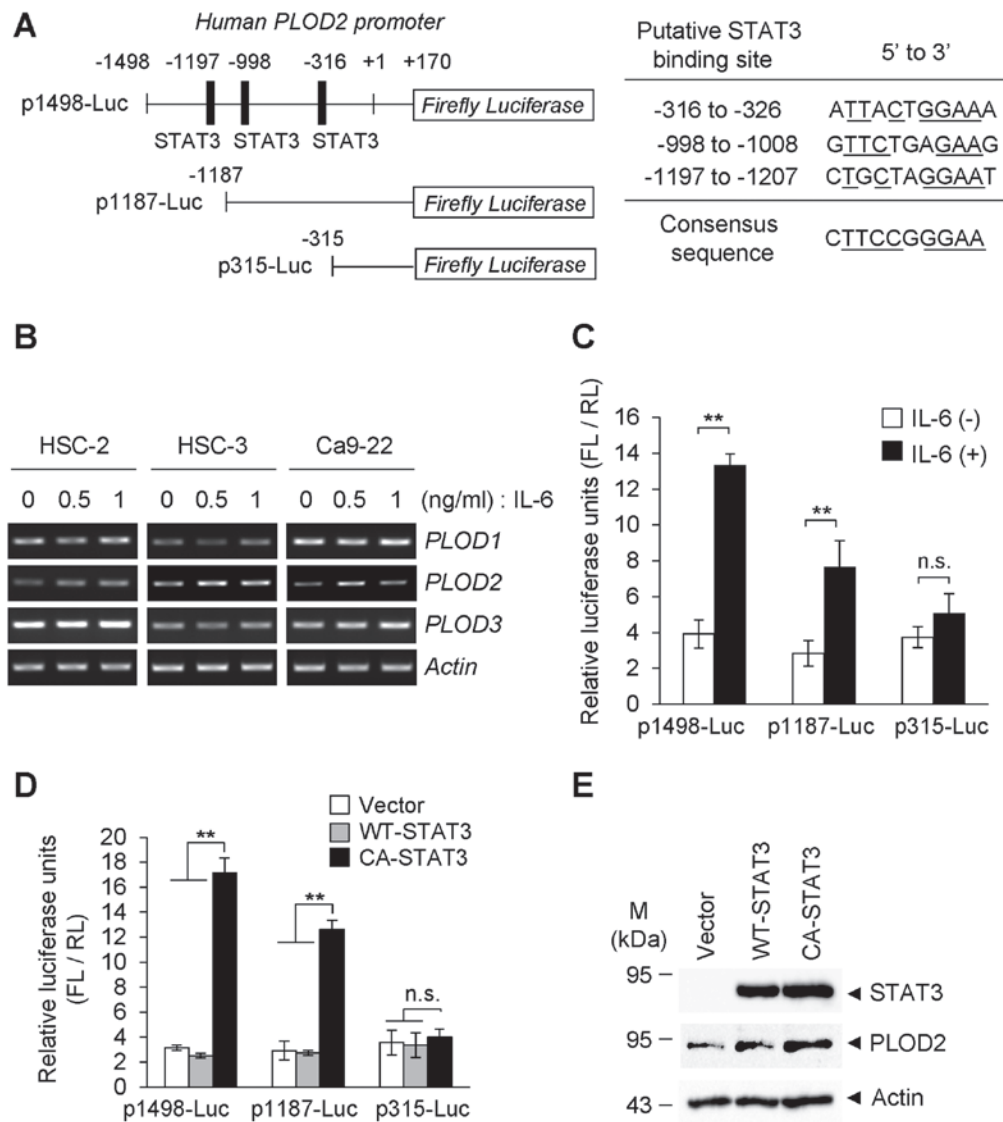 A
Human PLOD2 promoter
-1498 -1197 -998 -316 +1 +170
p1498-Luc Firefly Luciferase
STAT3 STAT3 STAT3
-1187
p1187-Luc Firefly Luciferase
-315
p315-Luc Firefly Luciferase
Putative STAT3 binding site 5' to 3'
-316 to -326 ATTACTGGAAA
-998 to -1008 GTTCTGAGAAG
-1197 to -1207 CTGCTAGGAAT
Consensus sequence CTTCCGGGAA
B
HSC-2 HSC-3 Ca9-22
0 0.5 1 0 0.5 1 0 0.5 1 (ng/ml) : IL-6
PLOD1
PLOD2
PLOD3
Actin
C
Relative luciferase units (FL / RL)
16
14
12
10
8
6
4
2
0
IL-6 (-)
IL-6 (+)
**
**
n.s.
p1498-Luc p1187-Luc p315-Luc
D
Relative luciferase units
(FL / RL)
20
18
16
14
12
10
8
6
4
2
0
Vector
WT-STAT3
CA-STAT3
**
**
n.s.
p1498-Luc p1187-Luc p315-Luc
E
M
(kDa)
Vector
WT-STAT3
CA-STAT3
95 STAT3
95 PLOD2
43 Actin